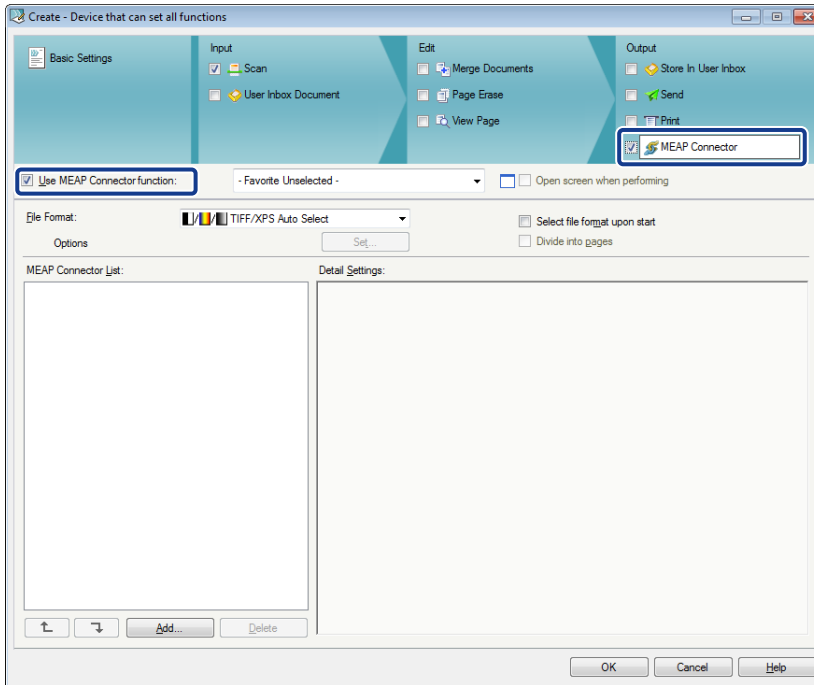 Create - Device that can set all functions
Basic Settings
Input
Scan
User Inbox Document
Edit
Merge Documents
Page Erase
View Page
Output
Store In User Inbox
Send
Print
MEAP Connector
Use MEAP Connector function:
- Favorite Unselected -
Open screen when performing
File Format:
TIFF/XPS Auto Select
Select file format upon start
Options
Set...
Divide into pages
MEAP Connector List:
Detail Settings:
Add...
Delete
OK
Cancel
Help